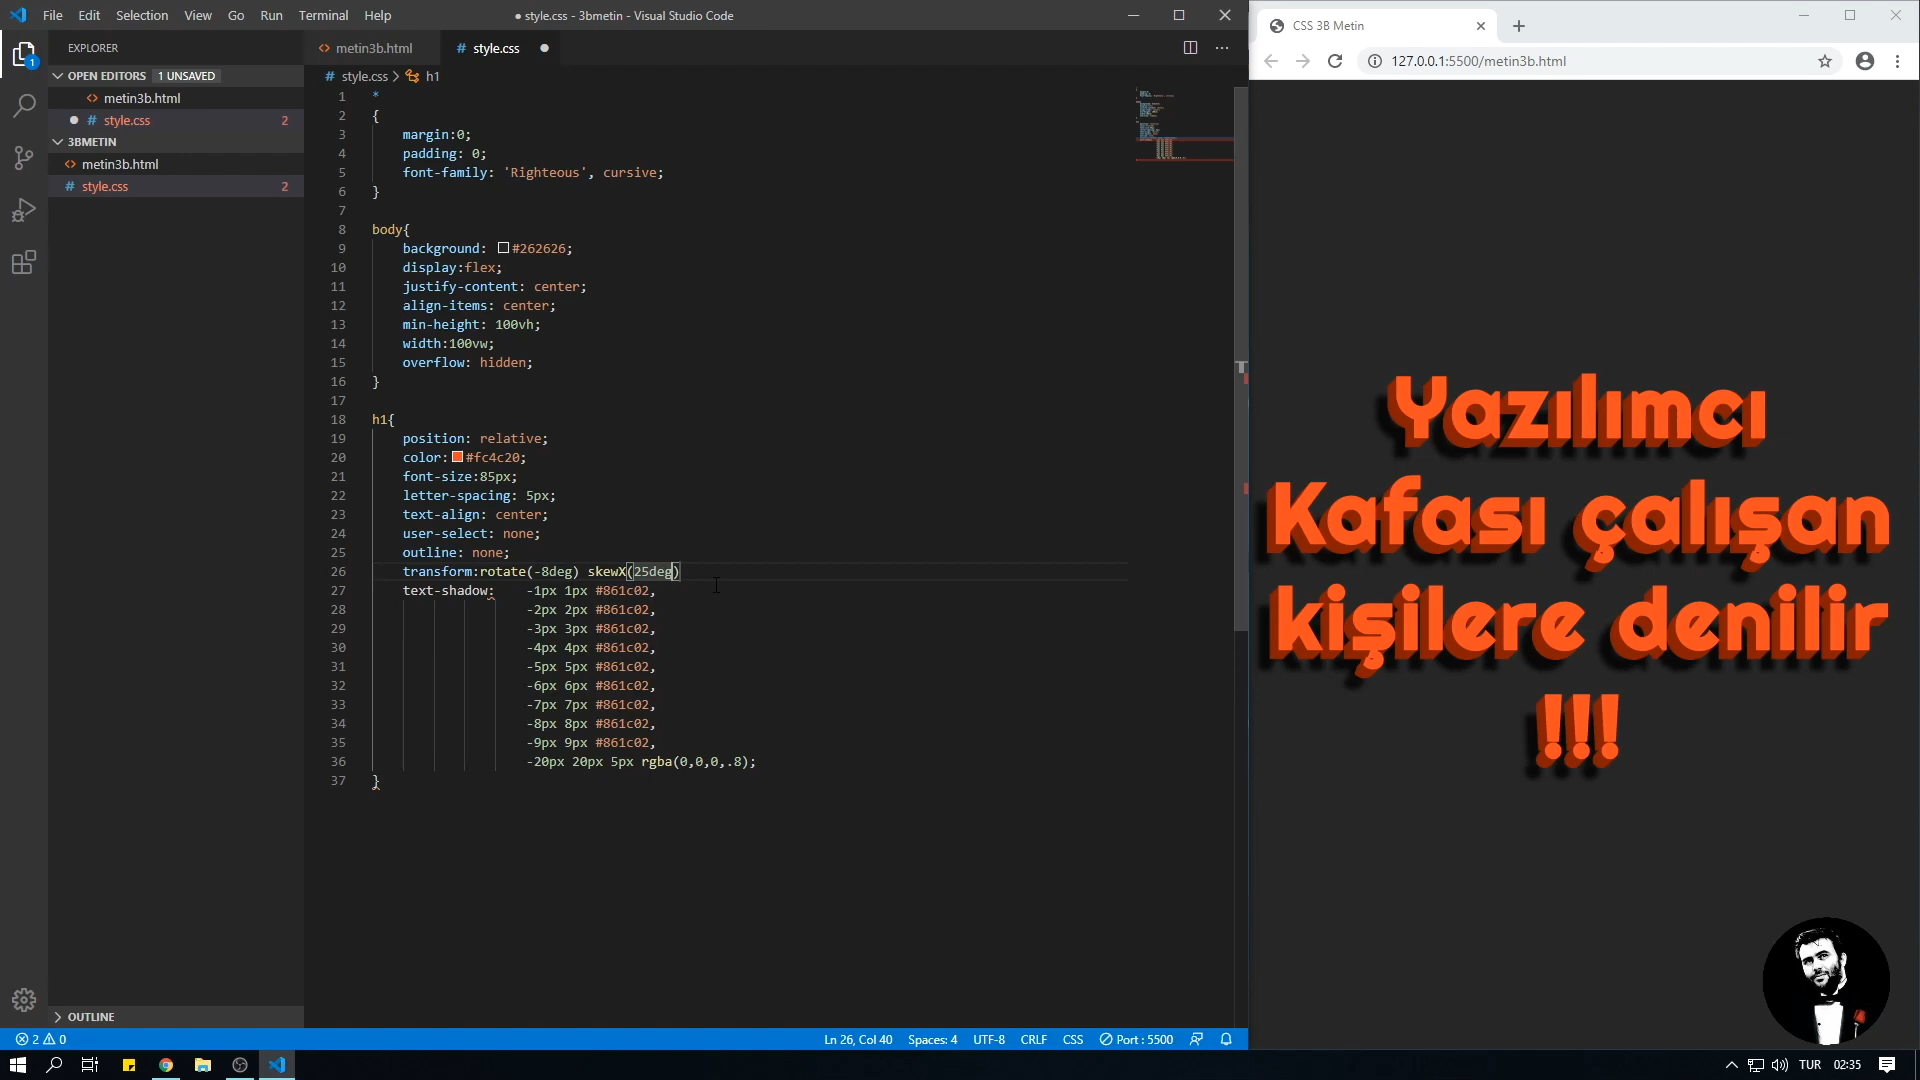 File Edit Selection View Go Run Terminal Help
● style.css - 3bmetin - Visual Studio Code
EXPLORER
OPEN EDITORS 1 UNSAVED
<> metin3b.html
● # style.css 2
3BMETIN
<> metin3b.html
# style.css 2
OUTLINE
<> metin3b.html
# style.css ●
# style.css > h1
1 *
2 {
3 margin:0;
4 padding: 0;
5 font-family: 'Righteous', cursive;
6 }
7
8 body{
9 background: #262626;
10 display:flex;
11 justify-content: center;
12 align-items: center;
13 min-height: 100vh;
14 width:100vw;
15 overflow: hidden;
16 }
17
18 h1{
19 position: relative;
20 color: #fc4c20;
21 font-size:85px;
22 letter-spacing: 5px;
23 text-align: center;
24 user-select: none;
25 outline: none;
26 transform:rotate(-8deg) skewX(25deg)
27 text-shadow: -1px 1px #861c02,
28 -2px 2px #861c02,
29 -3px 3px #861c02,
30 -4px 4px #861c02,
31 -5px 5px #861c02,
32 -6px 6px #861c02,
33 -7px 7px #861c02,
34 -8px 8px #861c02,
35 -9px 9px #861c02,
36 -20px 20px 5px rgba(0,0,0,.8);
37 }
CSS 3B Metin
127.0.0.1:5500/metin3b.html
Yazılımcı
Kafası çalışan
kişilere denilir
!!!
1
2 0
Ln 26, Col 40 Spaces: 4 UTF-8 CRLF CSS Port : 5500
TUR 02:35